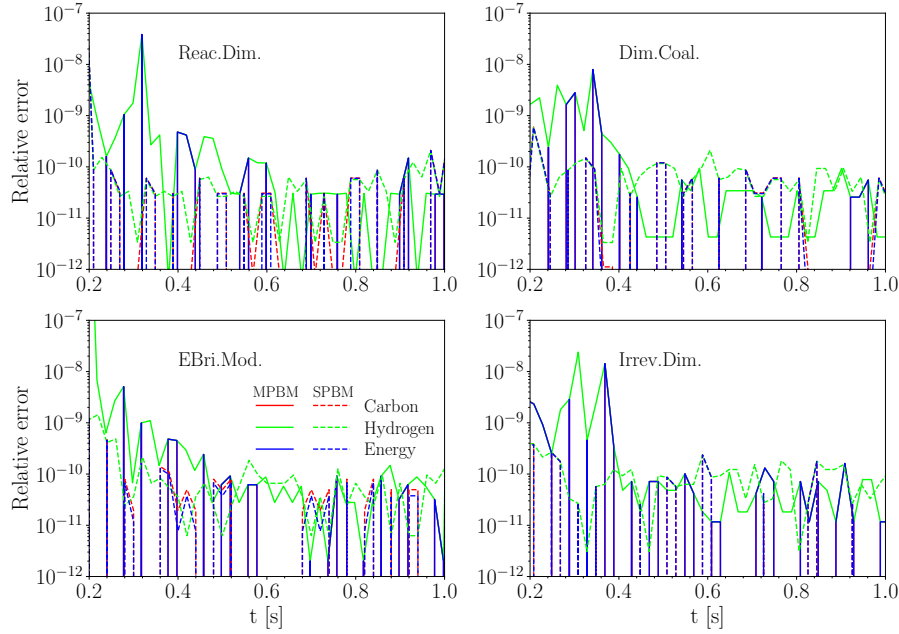 Reac.Dim.
Relative error
10⁻⁷
10⁻⁸
10⁻⁹
10⁻¹⁰
10⁻¹¹
10⁻¹²
0.2 0.4 0.6 0.8 1.0
Dim.Coal.
10⁻⁷
10⁻⁸
10⁻⁹
10⁻¹⁰
10⁻¹¹
10⁻¹²
0.2 0.4 0.6 0.8 1.0
EBri.Mod.
MPBM SPBM
Carbon
Hydrogen
Energy
Relative error
10⁻⁷
10⁻⁸
10⁻⁹
10⁻¹⁰
10⁻¹¹
10⁻¹²
0.2 0.4 0.6 0.8 1.0
t [s]
Irrev.Dim.
10⁻⁷
10⁻⁸
10⁻⁹
10⁻¹⁰
10⁻¹¹
10⁻¹²
0.2 0.4 0.6 0.8 1.0
t [s]